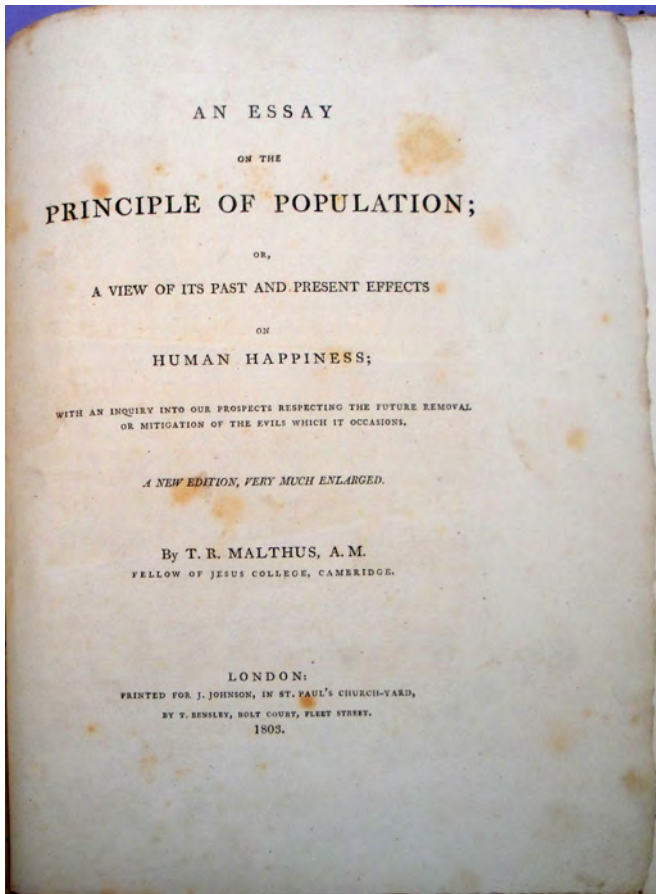 AN ESSAY
ON THE
PRINCIPLE OF POPULATION;
OR,
A VIEW OF ITS PAST AND PRESENT EFFECTS
ON
HUMAN HAPPINESS;
WITH AN INQUIRY INTO OUR PROSPECTS RESPECTING THE FUTURE REMOVAL
OR MITIGATION OF THE EVILS WHICH IT OCCASIONS.
A NEW EDITION, VERY MUCH ENLARGED.
By T. R. MALTHUS, A. M.
FELLOW OF JESUS COLLEGE, CAMBRIDGE.
LONDON:
PRINTED FOR J. JOHNSON, IN ST. PAUL'S CHURCH-YARD,
BY T. BENSLEY, BOLT COURT, FLEET STREET.
1803.